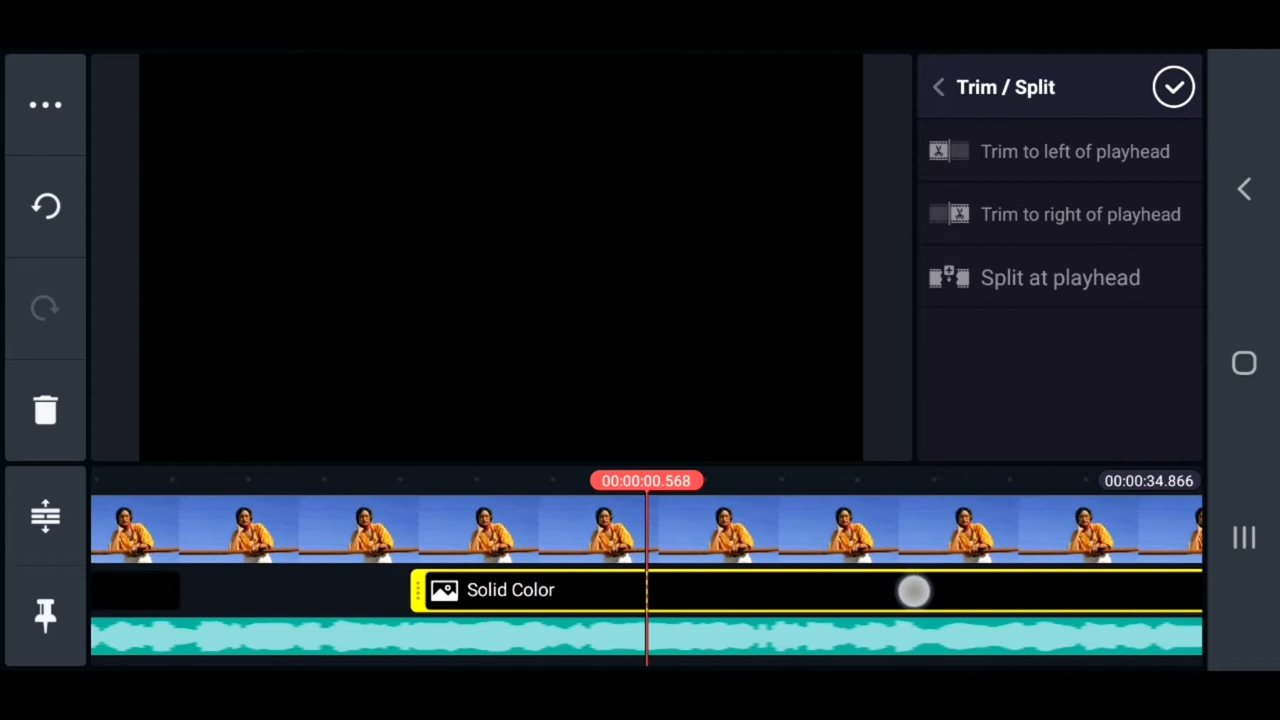 Trim / Split
Trim to left of playhead
Trim to right of playhead
Split at playhead
00:00:00.568
00:00:34.866
Solid Color